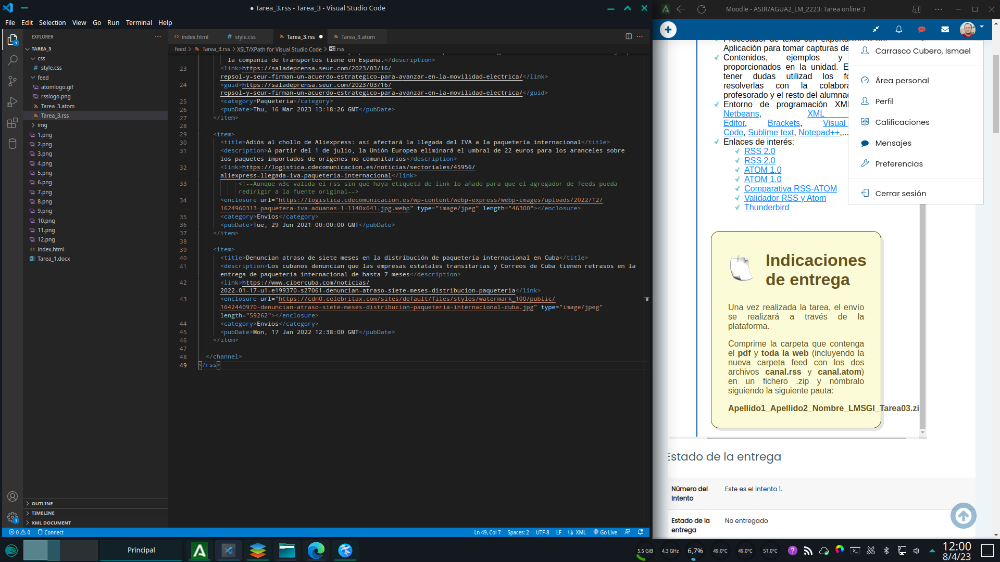 ● Tarea_3.rss - Tarea_3 - Visual Studio Code
File Edit Selection View Go Run Terminal Help
EXPLORER
TAREA_3
css
style.css
feed
atomlogo.gif
rsslogo.png
Tarea_3.atom
Tarea_3.rss
img
1.png
2.png
3.png
4.png
5.png
6.png
7.png
8.png
9.png
10.png
11.png
12.png
index.html
Tarea_1.docx
OUTLINE
TIMELINE
XML DOCUMENT
index.html
style.css
Tarea_3.rss
Tarea_3.atom
feed > Tarea_3.rss > XSLT/XPath for Visual Studio Code > rss
la compañía de transportes tiene en España.</description>
23 <link>https://saladeprensa.seur.com/2023/03/16/
repsol-y-seur-firman-un-acuerdo-estrategico-para-avanzar-en-la-movilidad-electrica/</link>
24 <guid>https://saladeprensa.seur.com/2023/03/16/
repsol-y-seur-firman-un-acuerdo-estrategico-para-avanzar-en-la-movilidad-electrica/</guid>
25 <category>Paqueteria</category>
26 <pubDate>Thu, 16 Mar 2023 13:18:26 GMT</pubDate>
27 </item>
28
29 <item>
30 <title>Adiós al chollo de Aliexpress: así afectará la llegada del IVA a la paquetería internacional</title>
31 <description>A partir del 1 de julio, la Unión Europea eliminará el umbral de 22 euros para los aranceles sobre
los paquetes importados de orígenes no comunitarios</description>
32 <link>https://logistica.cdecomunicacion.es/noticias/sectoriales/45956/
aliexpress-llegada-iva-paqueteria-internacional</link>
33 <!--Aunque w3c valida el rss sin que haya etiqueta de link lo añado para que el agregador de feeds pueda
redirigir a la fuente original-->
34 <enclosure url="https://logistica.cdecomunicacion.es/wp-content/webp-express/webp-images/uploads/2022/12/
1624960313-paquetera-iva-aduanas-1-1140x641.jpg.webp" type="image/jpeg" length="46300"></enclosure>
35 <category>Envios</category>
36 <pubDate>Tue, 29 Jun 2021 00:00:00 GMT</pubDate>
37 </item>
38
39 <item>
40 <title>Denuncian atraso de siete meses en la distribución de paquetería internacional en Cuba</title>
41 <description>Los cubanos denuncian que las empresas estatales transitarias y Correos de Cuba tienen retrasos en la
entrega de paquetería internacional de hasta 7 meses</description>
42 <link>https://www.cibercuba.com/noticias/
2022-01-17-u1-e199370-s27061-denuncian-atraso-siete-meses-distribucion-paqueteria</link>
43 <enclosure url="https://cdn0.celebritax.com/sites/default/files/styles/watermark_100/public/
1642440970-denuncian-atraso-siete-meses-distribucion-paqueteria-internacional-cuba.jpg" type="image/jpeg"
length="59262"></enclosure>
44 <category>Envios</category>
45 <pubDate>Mon, 17 Jan 2022 12:38:00 GMT</pubDate>
46 </item>
47
48 </channel>
49 </rss>
0 0 Connect
Ln 49, Col 7 Spaces: 2 UTF-8 LF XML Go Live
Moodle - ASIR/AGUA2_LM_2223: Tarea online 3
Aplicación para tomar capturas de
Contenidos, ejemplos y
proporcionados en la unidad. E
tener dudas utilizad los fo
resolverlas con la colabora
profesorado y el resto del alumnad
Entorno de programación XML
Netbeans, XML
Editor, Brackets, Visual
Code, Sublime text, Notepad++,...
Enlaces de interés:
RSS 2.0
RSS 2.0
ATOM 1.0
ATOM 1.0
Comparativa RSS-ATOM
Validador RSS y Atom
Thunderbird
Carrasco Cubero, Ismael
Área personal
Perfil
Calificaciones
Mensajes
Preferencias
Cerrar sesión
Indicaciones
de entrega
Una vez realizada la tarea, el envío
se realizará a través de la
plataforma.
Comprime la carpeta que contenga
el pdf y toda la web (incluyendo la
nueva carpeta feed con los dos
archivos canal.rss y canal.atom)
en un fichero .zip y nómbralo
siguiendo la siguiente pauta:
Apellido1_Apellido2_Nombre_LMSGI_Tarea03.zi
Estado de la entrega
Número del
intento
Este es el intento 1.
Estado de la
entrega
No entregado
Principal
5,5 GiB 4,3 GHz 6,7% 49,0°C 49,0°C 51,0°C
12:00
8/4/23